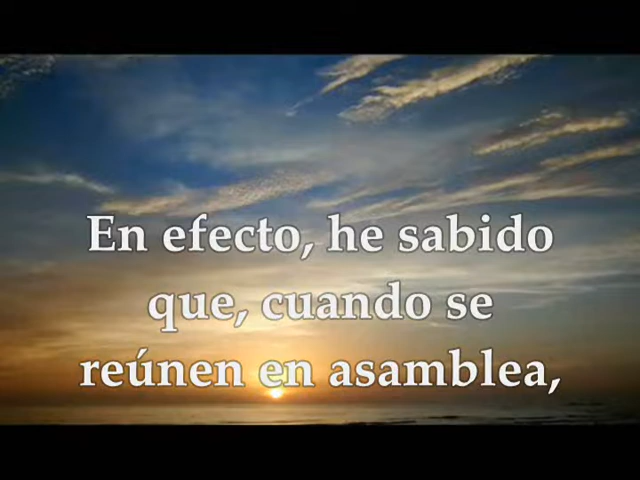 En efecto, he sabido
que, cuando se
reúnen en asamblea,